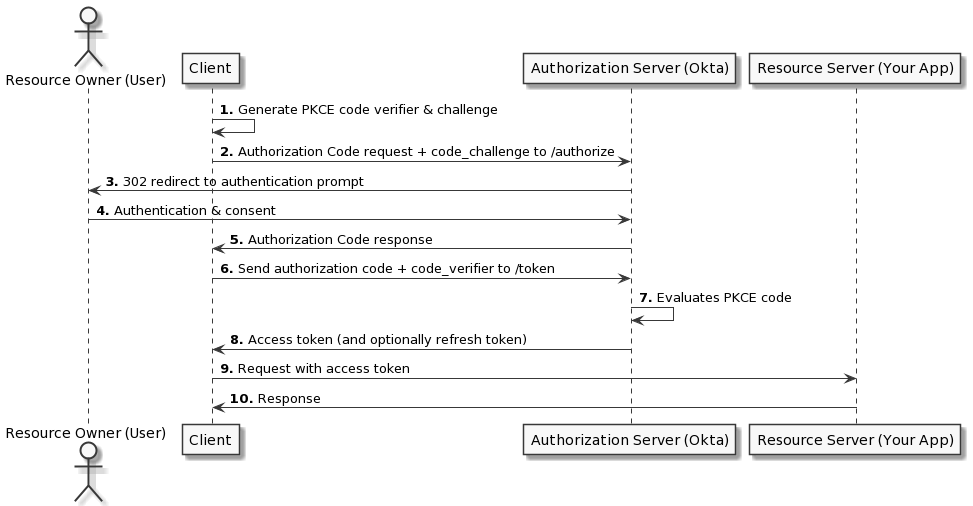 Resource Owner (User)
Client
Authorization Server (Okta)
Resource Server (Your App)
1. Generate PKCE code verifier & challenge
2. Authorization Code request + code_challenge to /authorize
3. 302 redirect to authentication prompt
4. Authentication & consent
5. Authorization Code response
6. Send authorization code + code_verifier to /token
7. Evaluates PKCE code
8. Access token (and optionally refresh token)
9. Request with access token
10. Response
Resource Owner (User)
Client
Authorization Server (Okta)
Resource Server (Your App)